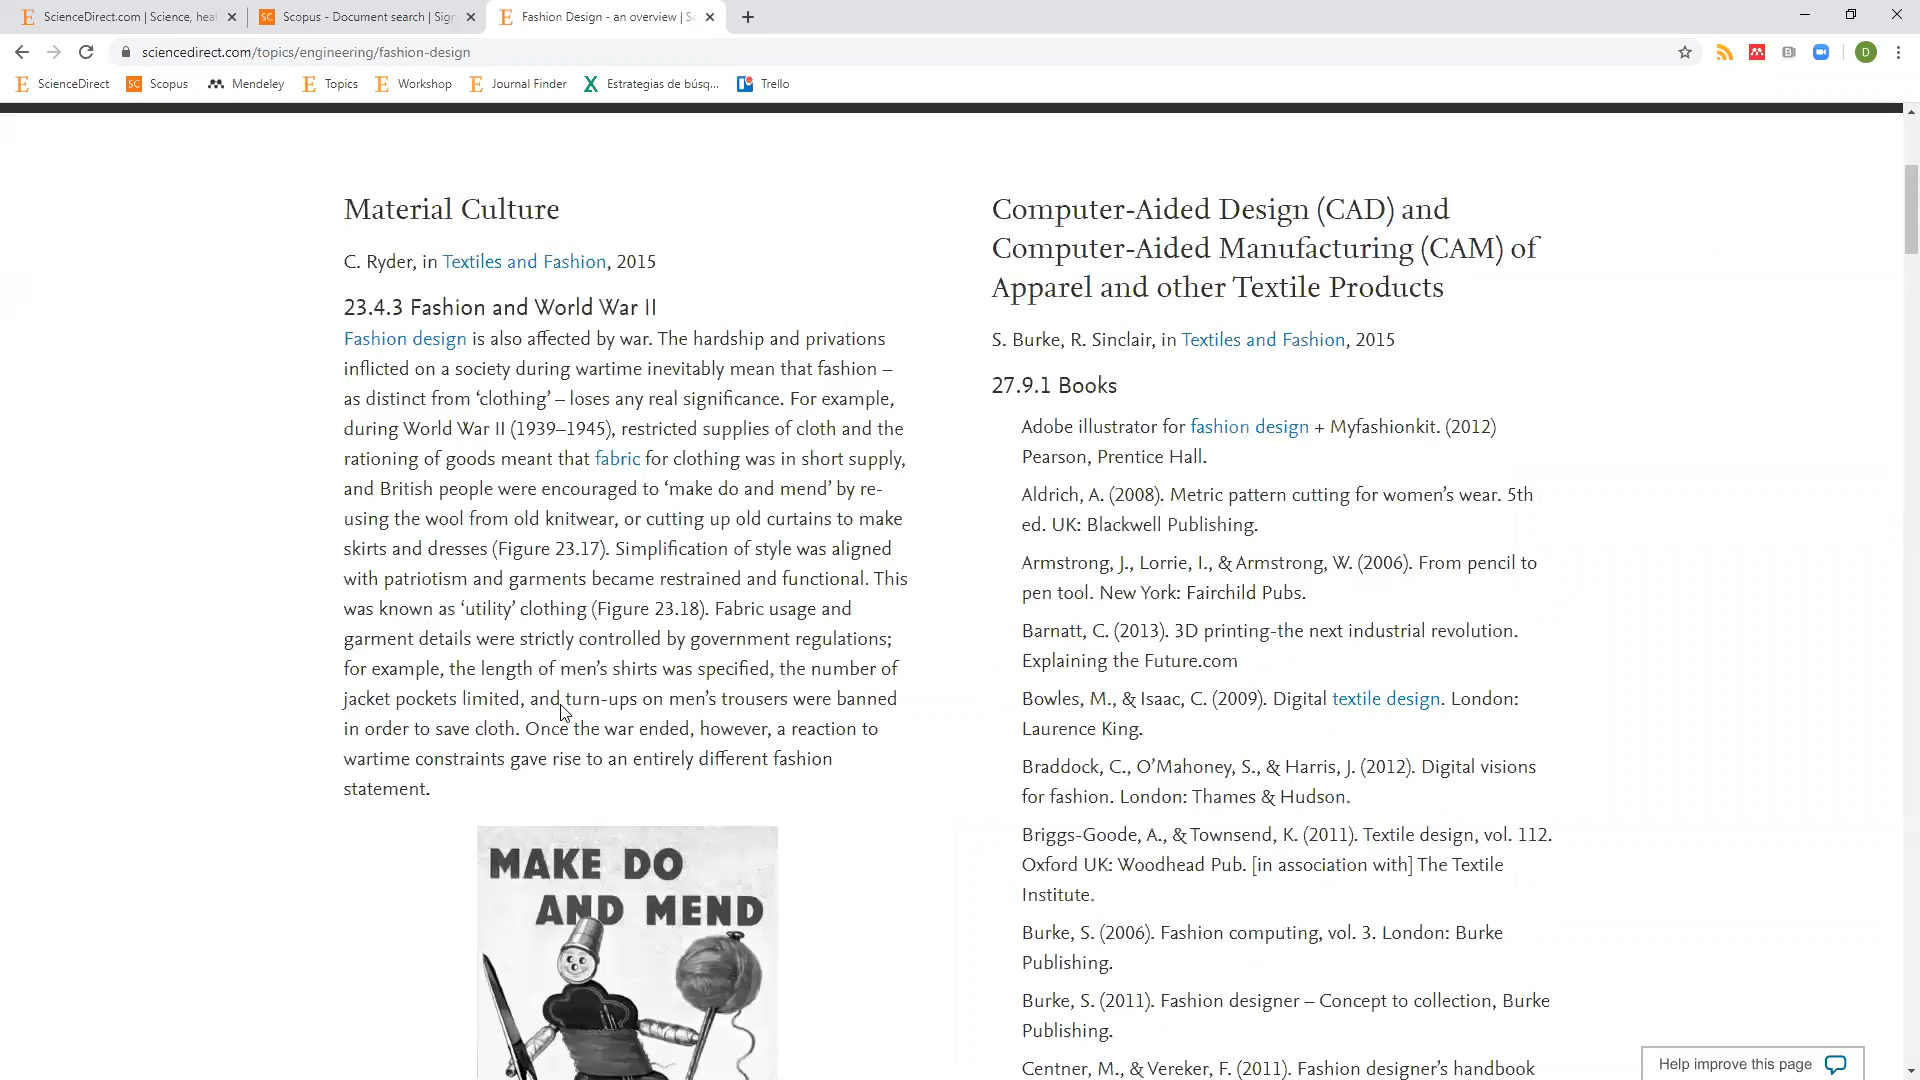 ScienceDirect.com | Science, heal
Scopus - Document search | Sign
Fashion Design - an overview | Sc
sciencedirect.com/topics/engineering/fashion-design
D
ScienceDirect
SC Scopus
Mendeley
Topics
Workshop
Journal Finder
Estrategias de búsq...
Trello
Material Culture
C. Ryder, in Textiles and Fashion, 2015
23.4.3 Fashion and World War II
Fashion design is also affected by war. The hardship and privations
inflicted on a society during wartime inevitably mean that fashion –
as distinct from ‘clothing’ – loses any real significance. For example,
during World War II (1939–1945), restricted supplies of cloth and the
rationing of goods meant that fabric for clothing was in short supply,
and British people were encouraged to ‘make do and mend’ by re-
using the wool from old knitwear, or cutting up old curtains to make
skirts and dresses (Figure 23.17). Simplification of style was aligned
with patriotism and garments became restrained and functional. This
was known as ‘utility’ clothing (Figure 23.18). Fabric usage and
garment details were strictly controlled by government regulations;
for example, the length of men’s shirts was specified, the number of
jacket pockets limited, and turn-ups on men’s trousers were banned
in order to save cloth. Once the war ended, however, a reaction to
wartime constraints gave rise to an entirely different fashion
statement.
MAKE DO
AND MEND
Computer-Aided Design (CAD) and
Computer-Aided Manufacturing (CAM) of
Apparel and other Textile Products
S. Burke, R. Sinclair, in Textiles and Fashion, 2015
27.9.1 Books
Adobe illustrator for fashion design + Myfashionkit. (2012)
Pearson, Prentice Hall.
Aldrich, A. (2008). Metric pattern cutting for women’s wear. 5th
ed. UK: Blackwell Publishing.
Armstrong, J., Lorrie, I., & Armstrong, W. (2006). From pencil to
pen tool. New York: Fairchild Pubs.
Barnatt, C. (2013). 3D printing-the next industrial revolution.
Explaining the Future.com
Bowles, M., & Isaac, C. (2009). Digital textile design. London:
Laurence King.
Braddock, C., O’Mahoney, S., & Harris, J. (2012). Digital visions
for fashion. London: Thames & Hudson.
Briggs-Goode, A., & Townsend, K. (2011). Textile design, vol. 112.
Oxford UK: Woodhead Pub. [in association with] The Textile
Institute.
Burke, S. (2006). Fashion computing, vol. 3. London: Burke
Publishing.
Burke, S. (2011). Fashion designer – Concept to collection, Burke
Publishing.
Centner, M., & Vereker, F. (2011). Fashion designer’s handbook
Help improve this page